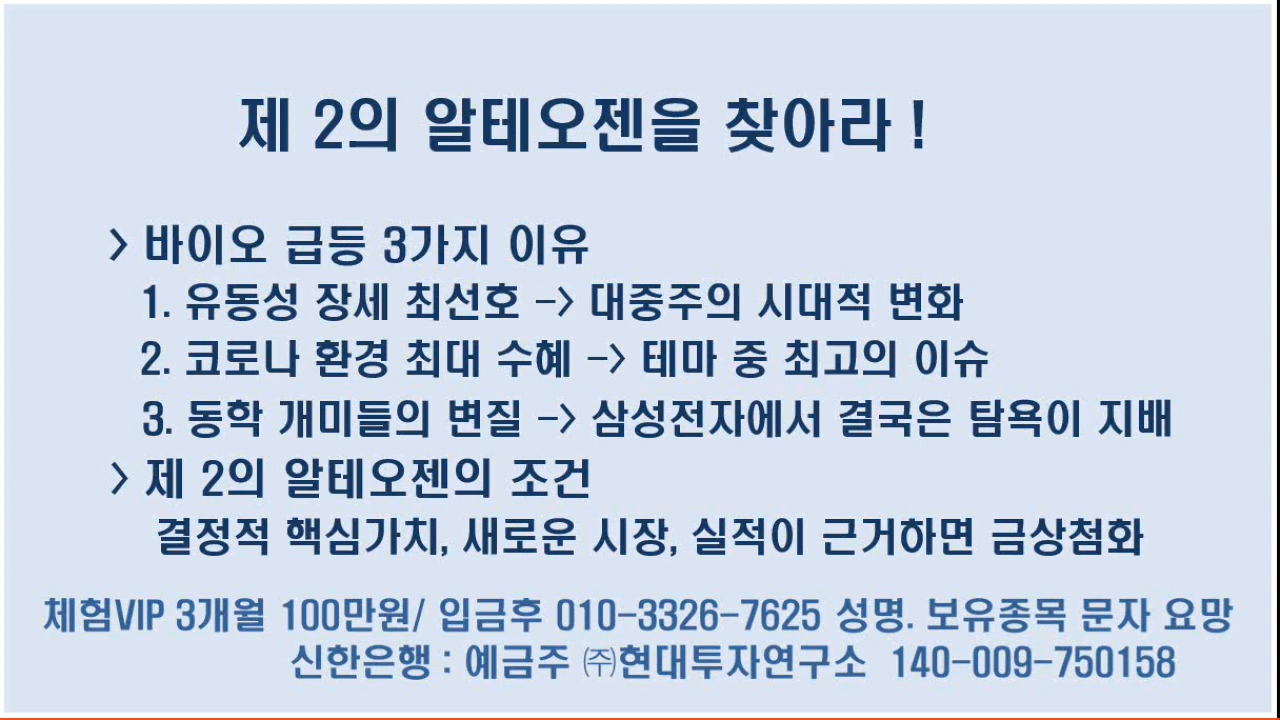 제 2의 알테오젠을 찾아라 !
> 바이오 급등 3가지 이유
1. 유동성 장세 최선호 -> 대중주의 시대적 변화
2. 코로나 환경 최대 수혜 -> 테마 중 최고의 이슈
3. 동학 개미들의 변질 -> 삼성전자에서 결국은 탐욕이 지배
> 제 2의 알테오젠의 조건
결정적 핵심가치, 새로운 시장, 실적이 근거하면 금상첨화
체험VIP 3개월 100만원/ 입금후 010-3326-7625 성명. 보유종목 문자 요망
신한은행 : 예금주 ㈜현대투자연구소 140-009-750158